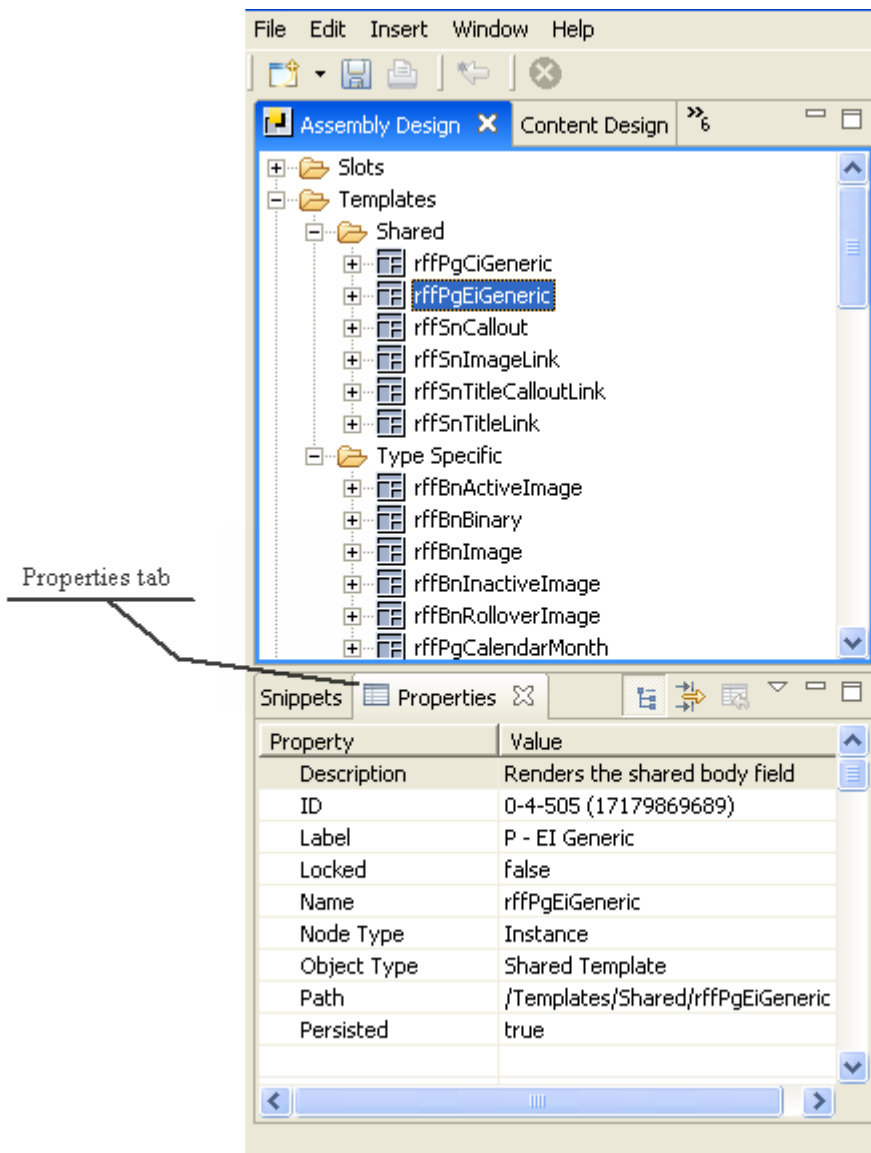 File Edit Insert Window Help
Assembly Design Content Design 6
Slots
Templates
Shared
rffPgCiGeneric
rffPgEiGeneric
rffSnCallout
rffSnImageLink
rffSnTitleCalloutLink
rffSnTitleLink
Type Specific
rffBnActiveImage
rffBnBinary
rffBnImage
rffBnInactiveImage
rffBnRolloverImage
rffPgCalendarMonth
Properties tab
Snippets Properties
Property Value
Description Renders the shared body field
ID 0-4-505 (17179869689)
Label P - EI Generic
Locked false
Name rffPgEiGeneric
Node Type Instance
Object Type Shared Template
Path /Templates/Shared/rffPgEiGeneric
Persisted true